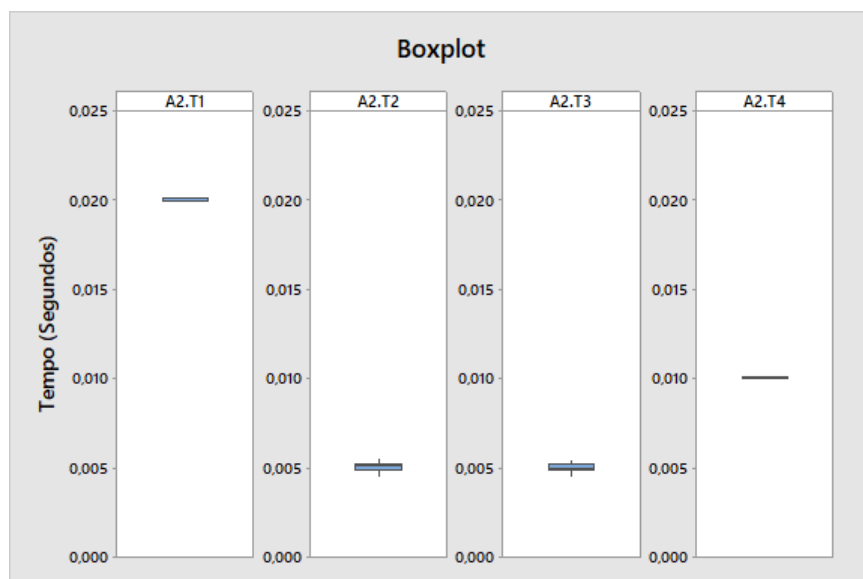 Boxplot
A2.T1 A2.T2 A2.T3 A2.T4
0,025 0,025 0,025 0,025
0,020 0,020 0,020 0,020
0,015 0,015 0,015 0,015
0,010 0,010 0,010 0,010
0,005 0,005 0,005 0,005
0,000 0,000 0,000 0,000
Tempo (Segundos)